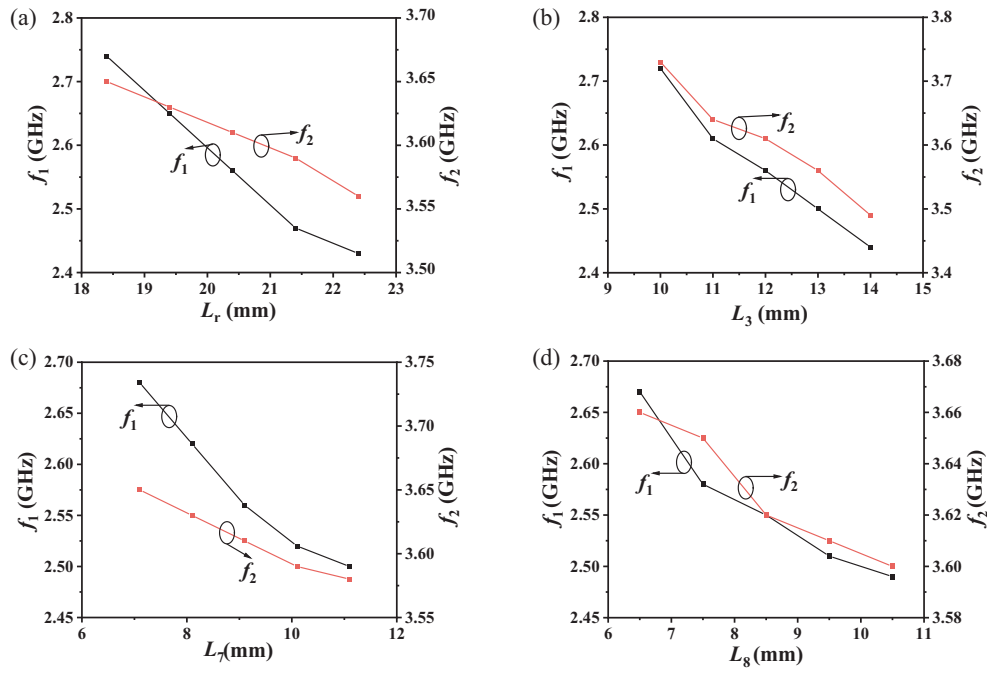 (a)
2.8
2.7
2.6
2.5
2.4
f1 (GHz)
3.70
3.65
3.60
3.55
3.50
f2 (GHz)
f1
f2
18 19 20 21 22 23
Lr (mm)
(b)
2.8
2.7
2.6
2.5
2.4
f1 (GHz)
3.8
3.7
3.6
3.5
3.4
f2 (GHz)
f2
f1
9 10 11 12 13 14 15
L3 (mm)
(c)
2.70
2.65
2.60
2.55
2.50
2.45
f1 (GHz)
3.75
3.70
3.65
3.60
3.55
f2 (GHz)
f1
f2
6 8 10 12
L7(mm)
(d)
2.70
2.65
2.60
2.55
2.50
2.45
f1 (GHz)
3.68
3.66
3.64
3.62
3.60
3.58
f2 (GHz)
f1
f2
6 7 8 9 10 11
L8 (mm)